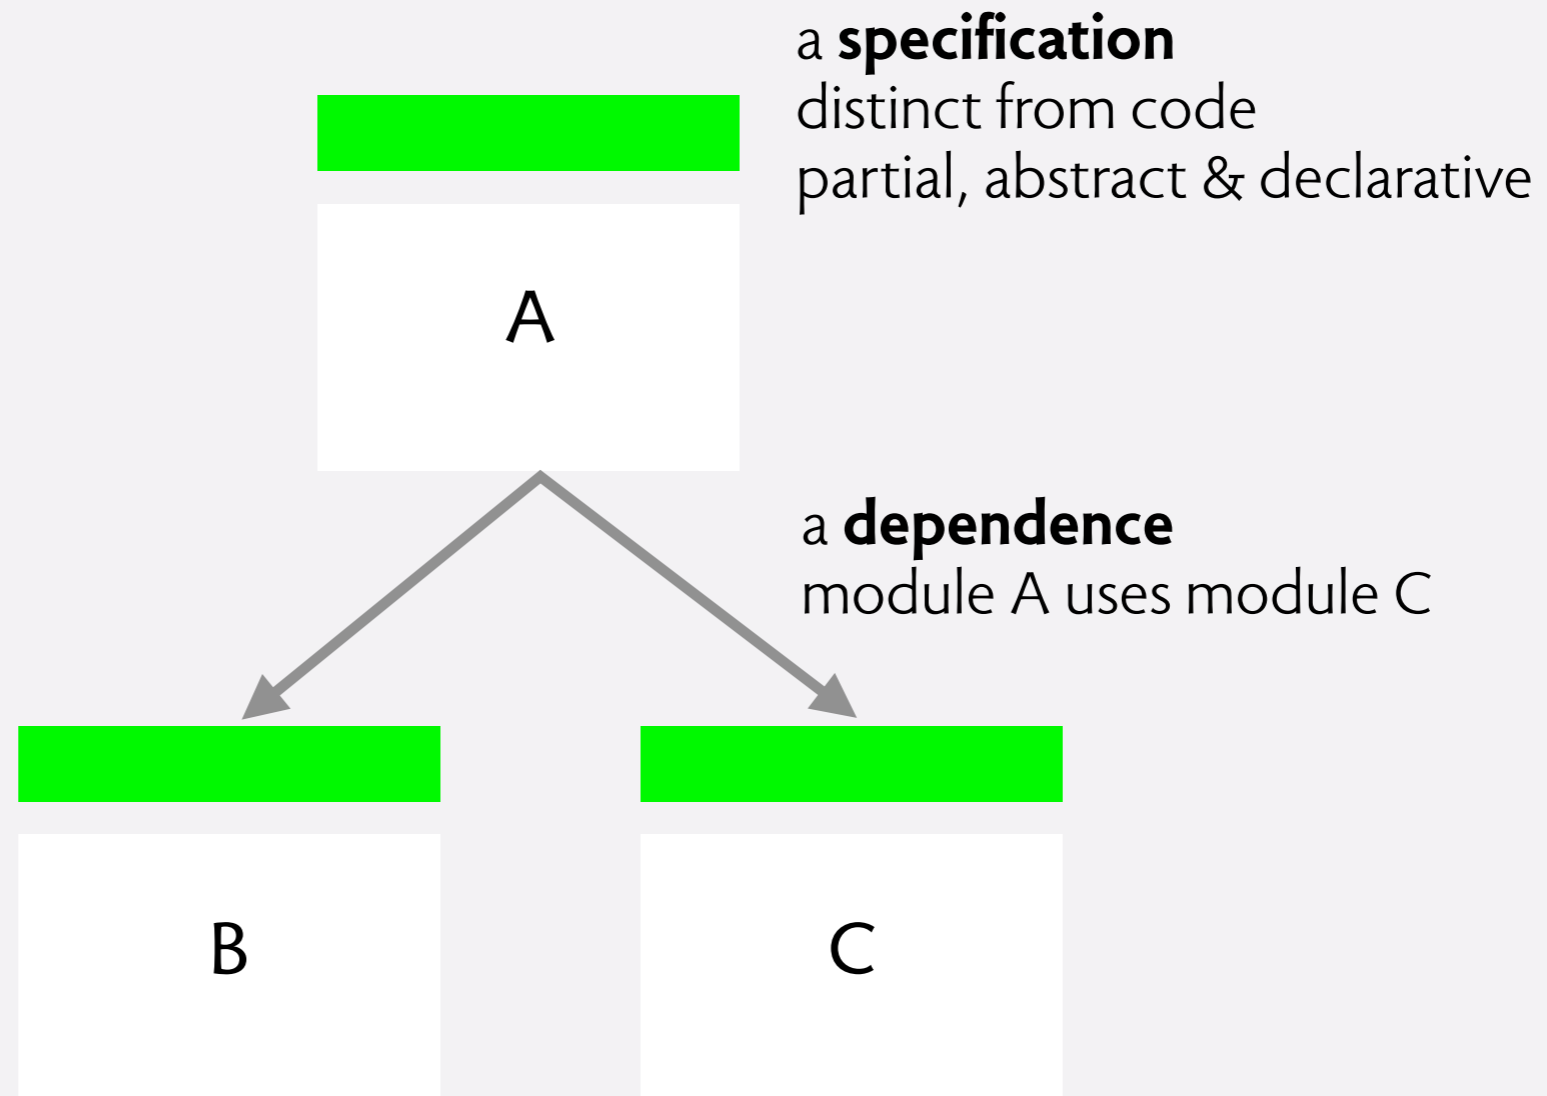 a specification
distinct from code
partial, abstract & declarative
A
a dependence
module A uses module C
B
C